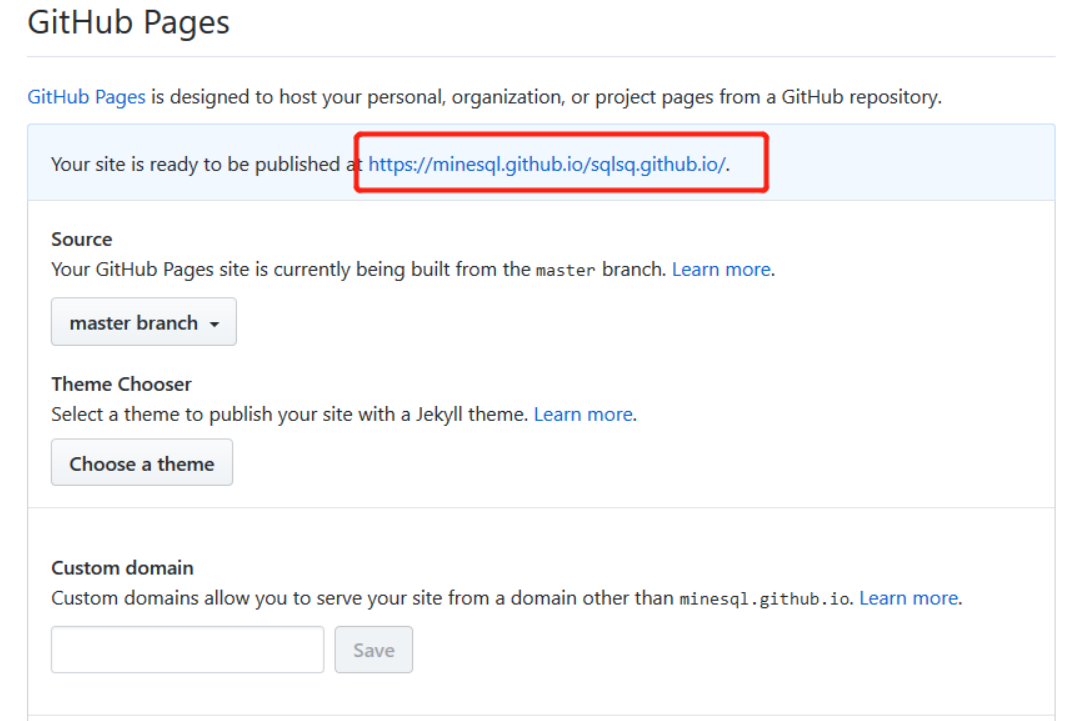 GitHub Pages
GitHub Pages is designed to host your personal, organization, or project pages from a GitHub repository.
Your site is ready to be published at https://minesql.github.io/sqlsq.github.io/.
Source
Your GitHub Pages site is currently being built from the master branch. Learn more.
master branch
Theme Chooser
Select a theme to publish your site with a Jekyll theme. Learn more.
Choose a theme
Custom domain
Custom domains allow you to serve your site from a domain other than minesql.github.io. Learn more.
Save